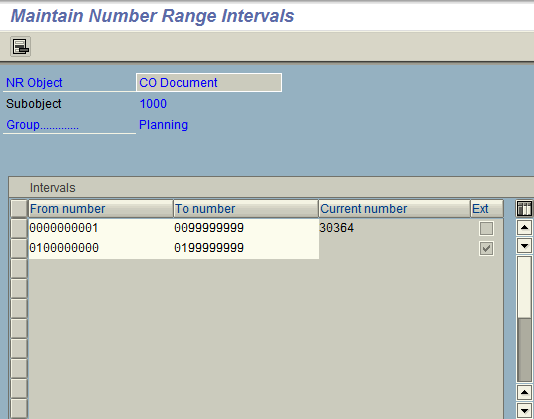 Maintain Number Range Intervals
NR Object CO Document
Subobject 1000
Group............. Planning
Intervals
From number To number Current number Ext
0000000001 0099999999 30364
0100000000 0199999999